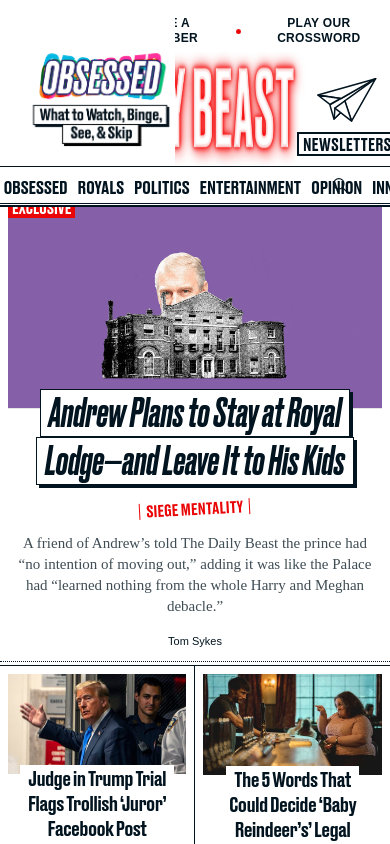 E A
BER
PLAY OUR
CROSSWORD
OBSESSED
What to Watch, Binge,
See, & Skip
Y BEAST
NEWSLETTERS
OBSESSED ROYALS POLITICS ENTERTAINMENT OPINION INN
EXCLUSIVE
Andrew Plans to Stay at Royal
Lodge—and Leave It to His Kids
SIEGE MENTALITY
A friend of Andrew’s told The Daily Beast the prince had
“no intention of moving out,” adding it was like the Palace
had “learned nothing from the whole Harry and Meghan
debacle.”
Tom Sykes
Judge in Trump Trial
Flags Trollish ‘Juror’
Facebook Post
The 5 Words That
Could Decide ‘Baby
Reindeer’s’ Legal